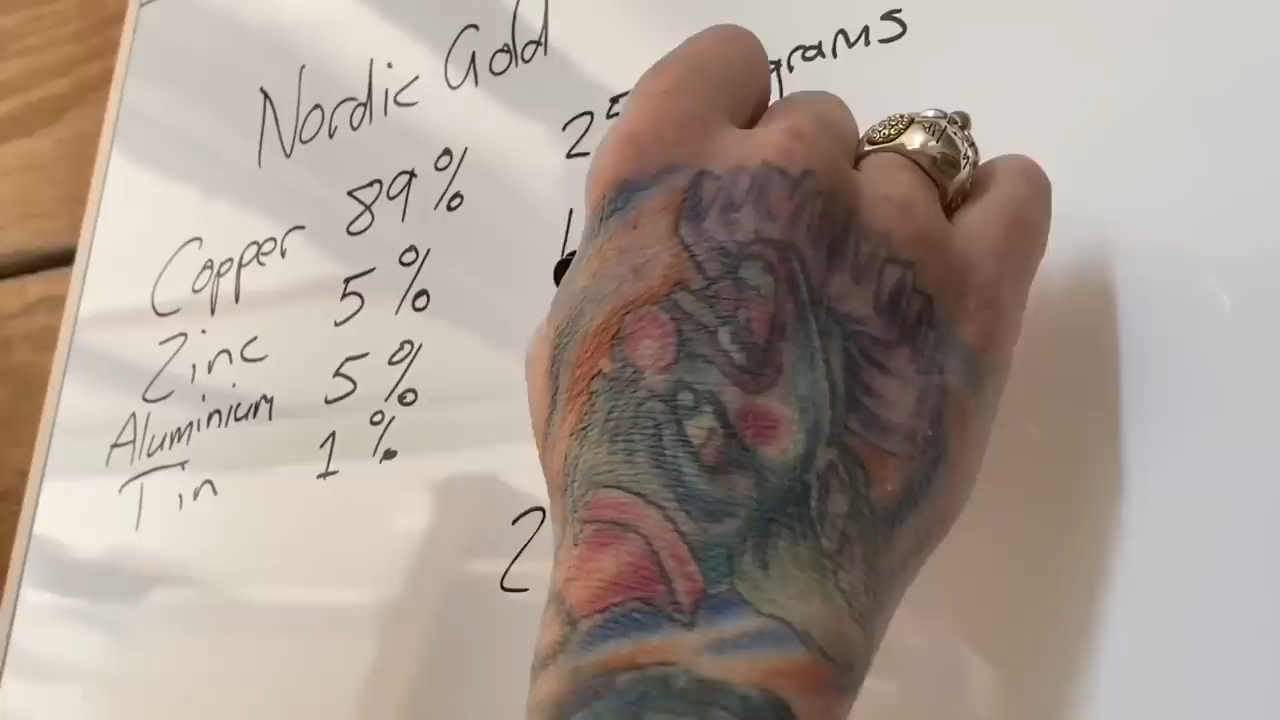 Nordic Gold
grams
Copper 89%
Zinc 5%
Aluminium 5%
Tin 1%